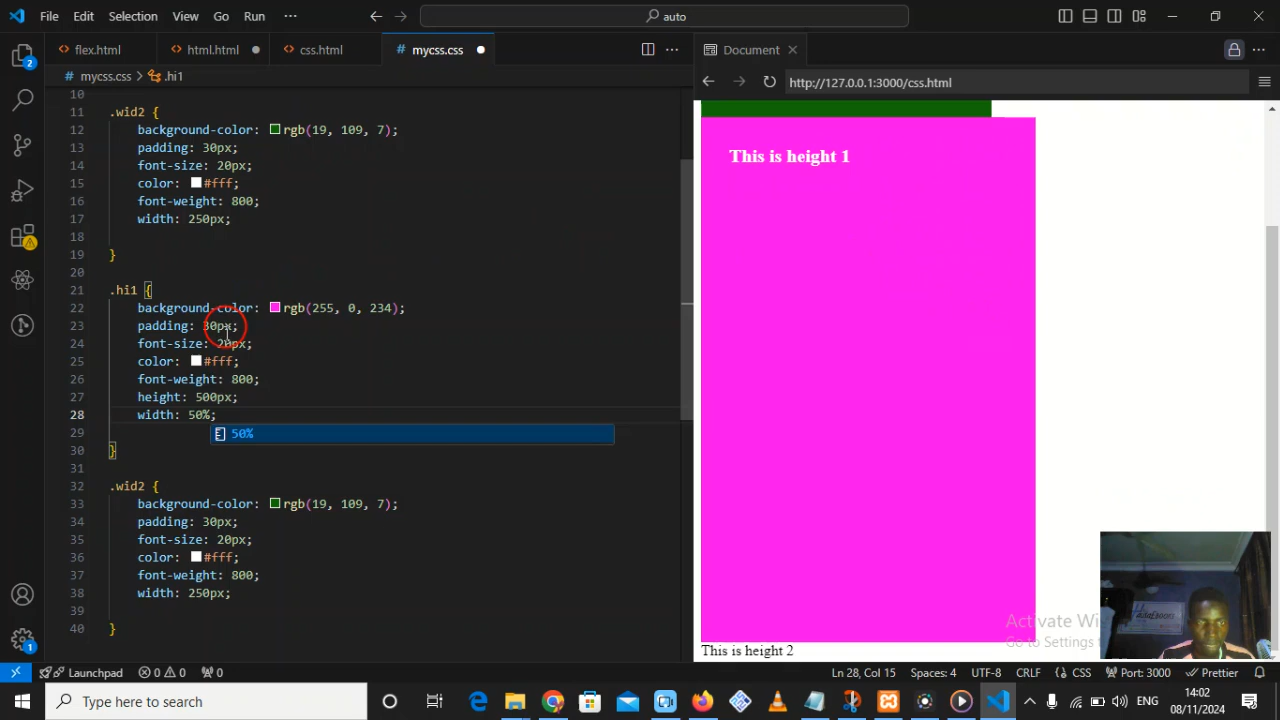 File Edit Selection View Go Run ··· auto
flex.html html.html css.html mycss.css Document
mycss.css > .hi1 http://127.0.0.1:3000/css.html
10
11 .wid2 {
12 background-color: rgb(19, 109, 7);
13 padding: 30px;
14 font-size: 20px;
15 color: #fff;
16 font-weight: 800;
17 width: 250px;
18
19 }
20
21 .hi1 {
22 background-color: rgb(255, 0, 234);
23 padding: 30px;
24 font-size: 20px;
25 color: #fff;
26 font-weight: 800;
27 height: 500px;
28 width: 50%;
29 50%
30 }
31
32 .wid2 {
33 background-color: rgb(19, 109, 7);
34 padding: 30px;
35 font-size: 20px;
36 color: #fff;
37 font-weight: 800;
38 width: 250px;
39
40 }
This is height 1
This is height 2
Activate Wi
Go to Settings
2
1
Launchpad 0 0 0 Ln 28, Col 15 Spaces: 4 UTF-8 CRLF CSS Port: 3000 Prettier
Type here to search ENG 14:02 08/11/2024 2